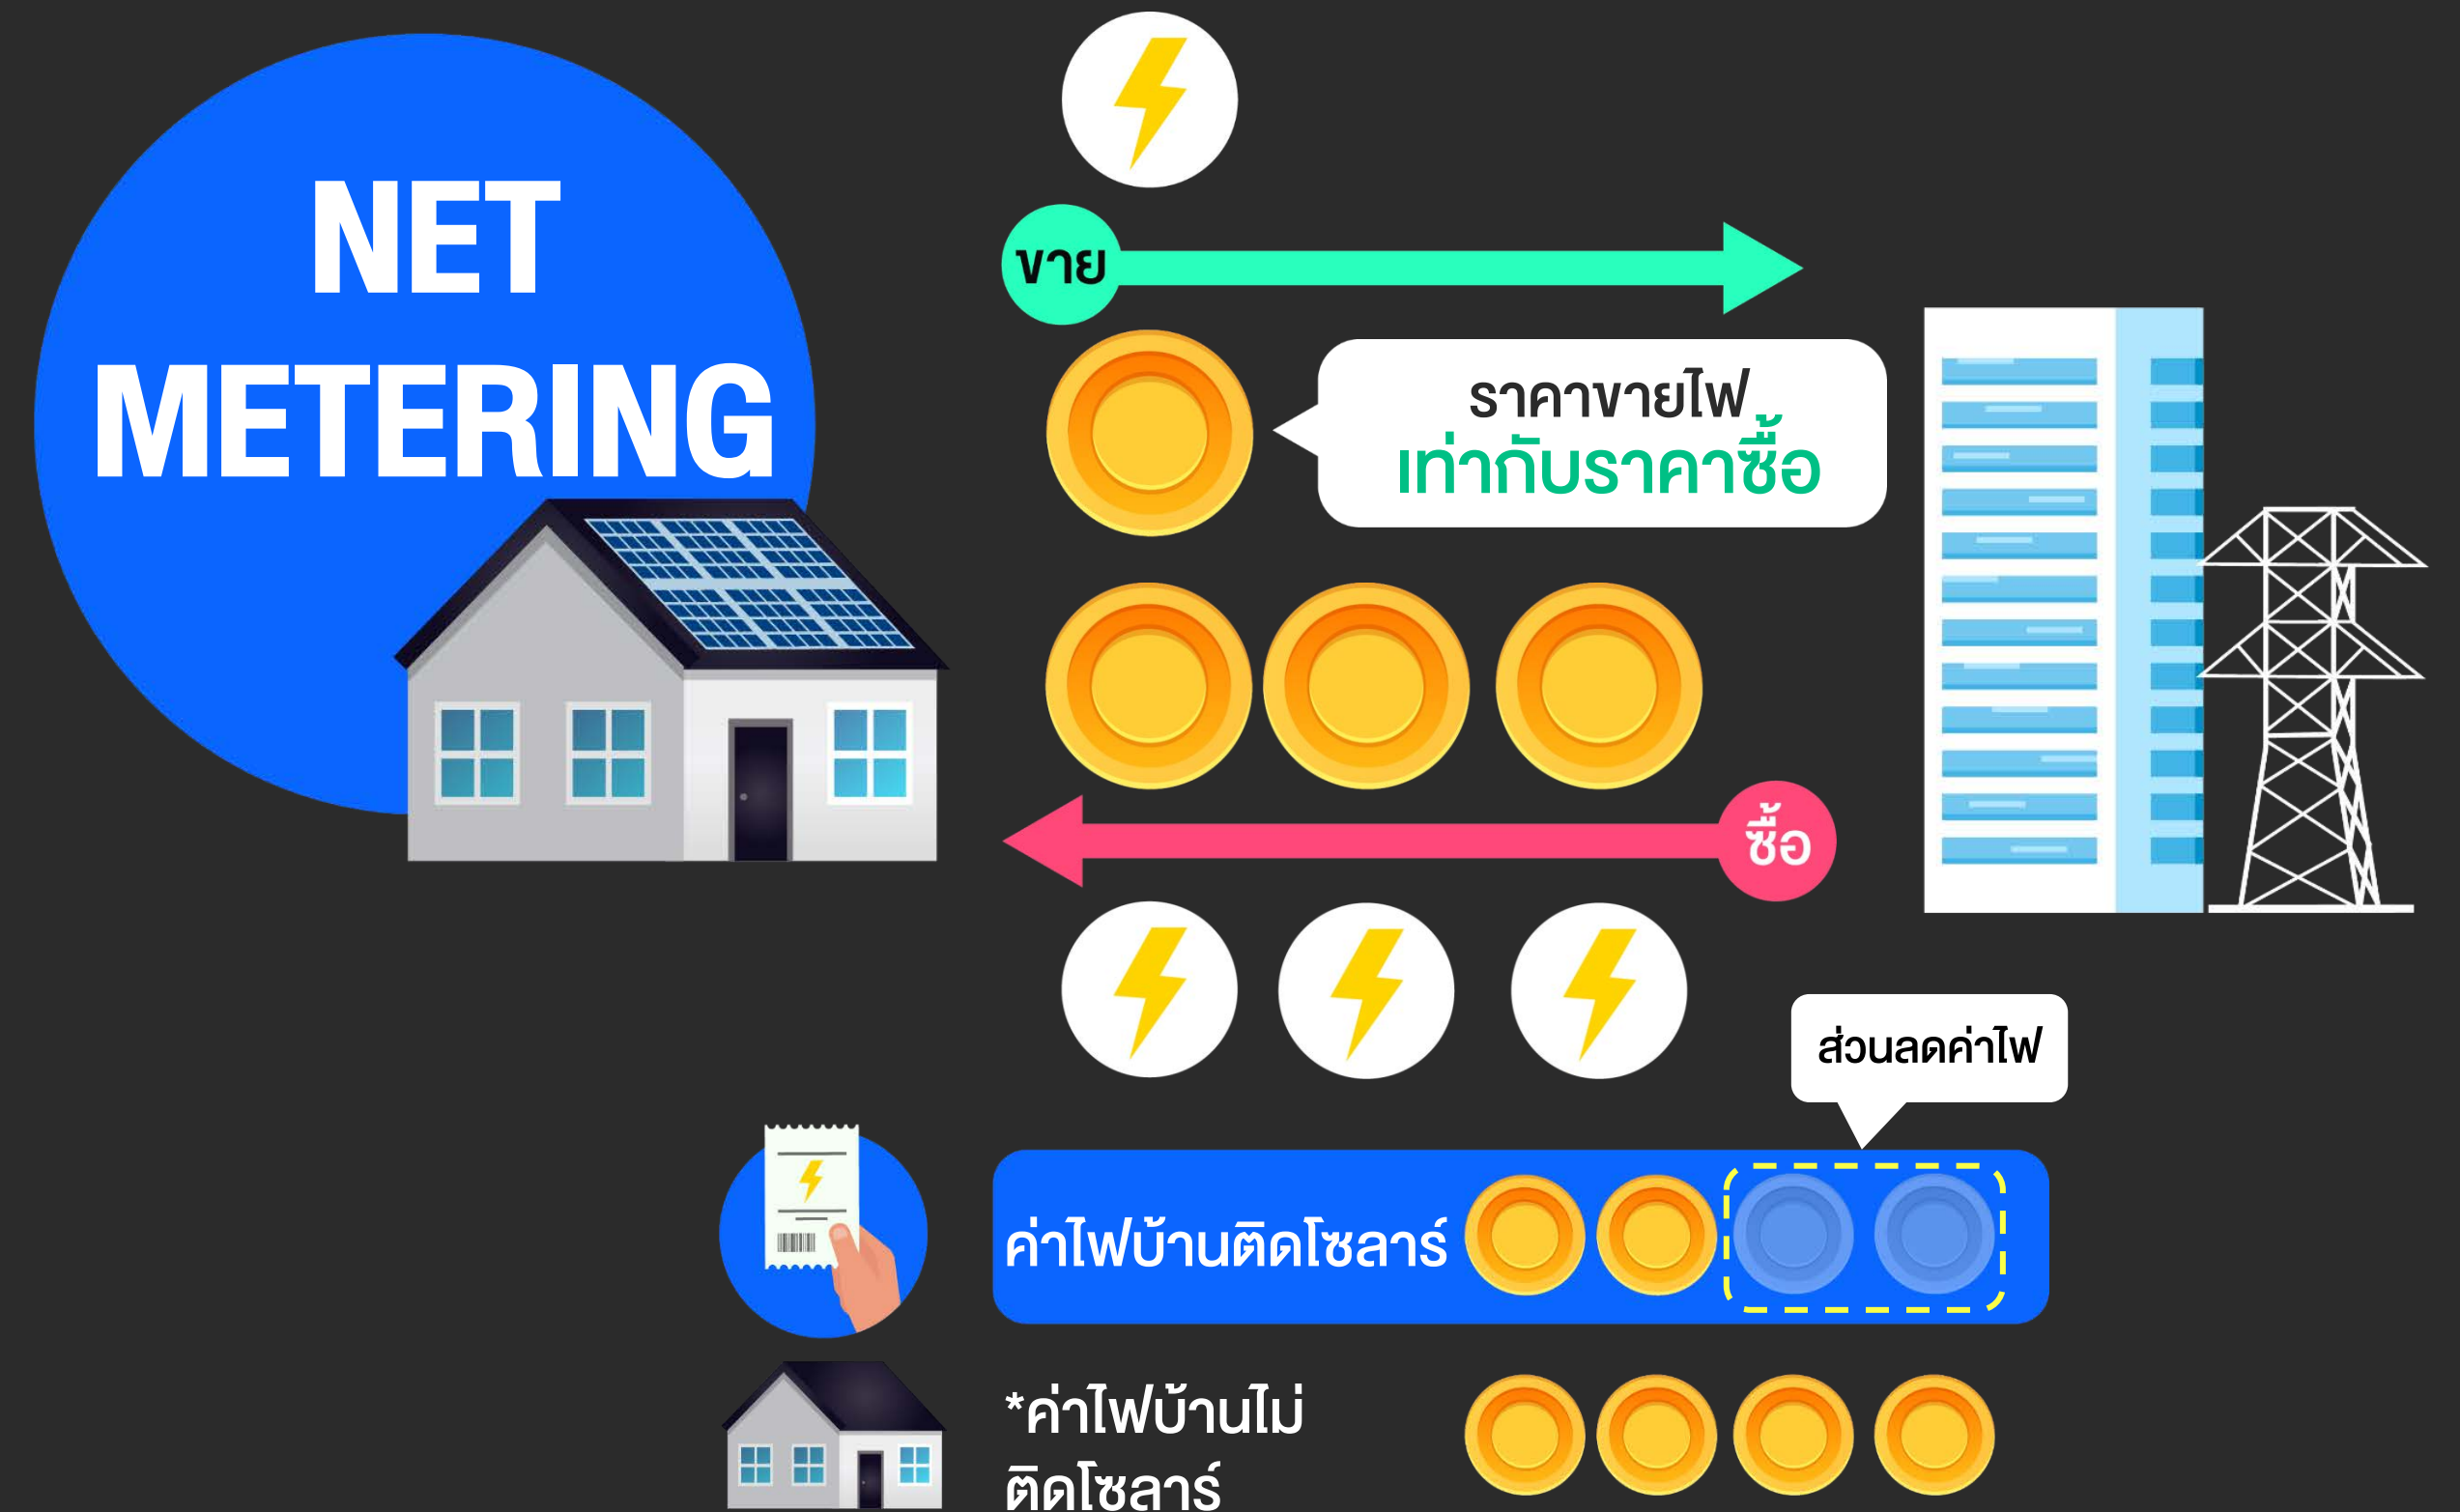 NET
METERING
ขาย
ราคาขายไฟ
เท่ากับราคาซื้อ
ซื้อ
ส่วนลดค่าไฟ
ค่าไฟบ้านติดโซลาร์
*ค่าไฟบ้านไม่
ติดโซลาร์